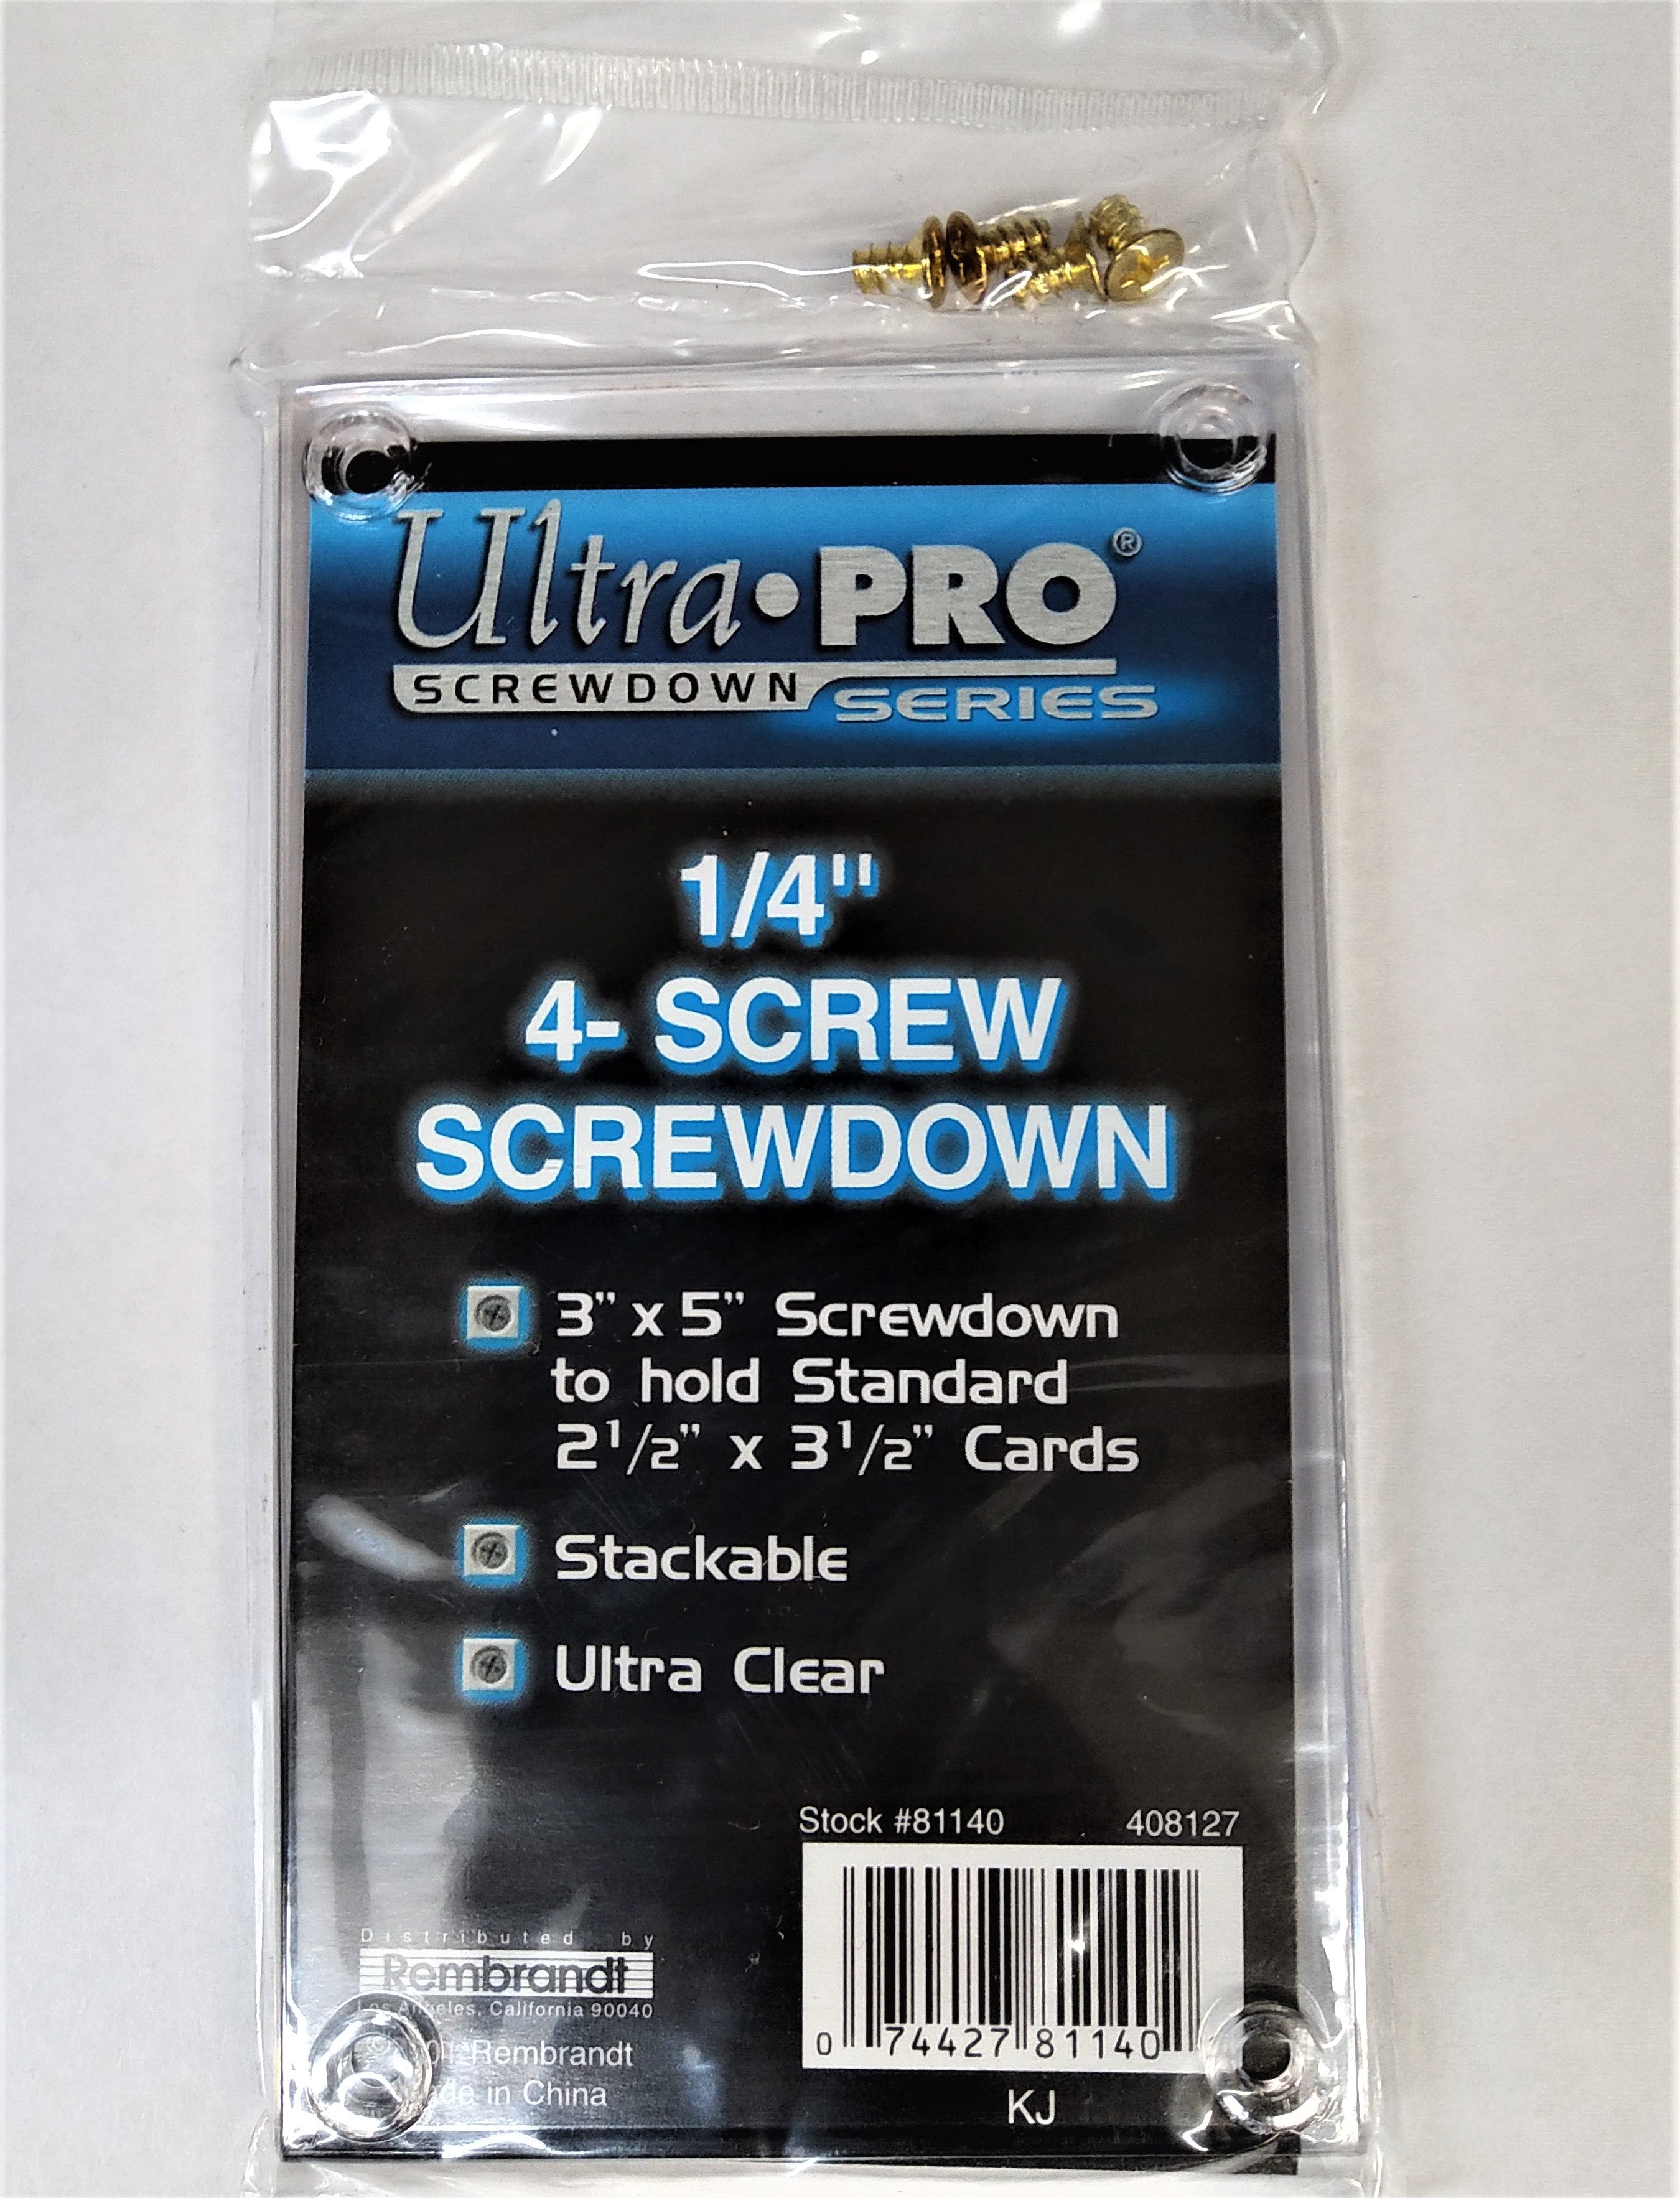 Ultra•PRO®
SCREWDOWN SERIES
1/4"
4- SCREW
SCREWDOWN
3” x 5” Screwdown
to hold Standard
2 1/2” x 3 1/2” Cards
Stackable
Ultra Clear
Stock #81140 408127
Distributed by
Rembrandt
Los Angeles, California 90040
Rembrandt
in China
0 74427 81140
KJ